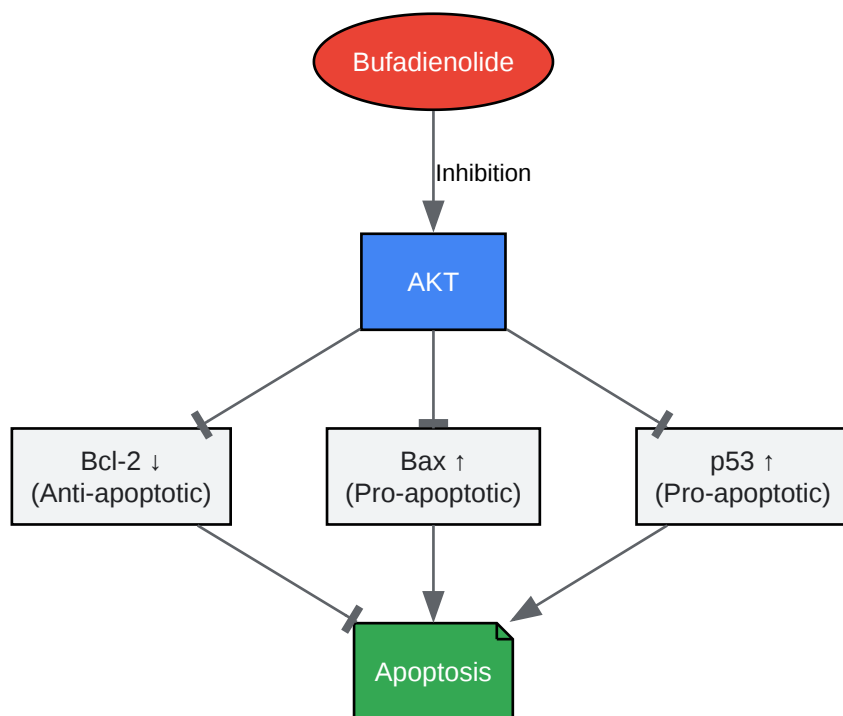 Bufadienolide
Inhibition
AKT
Bcl-2 ↓
(Anti-apoptotic)
Bax ↑
(Pro-apoptotic)
p53 ↑
(Pro-apoptotic)
Apoptosis